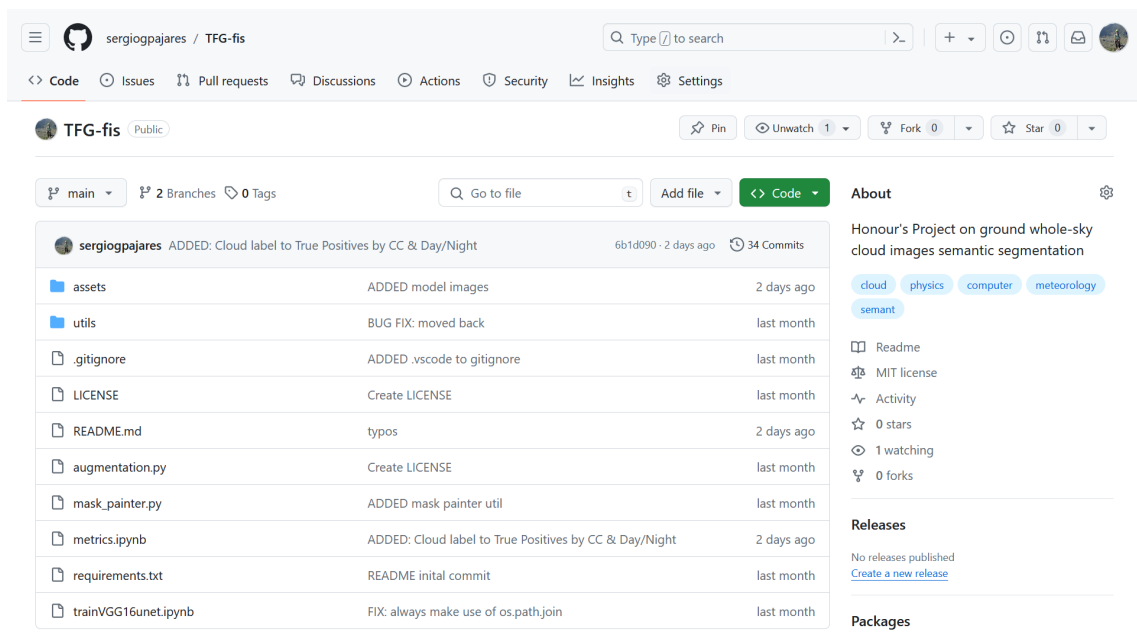 sergiogpajares / TFG-fis
Type / to search
Code Issues Pull requests Discussions Actions Security Insights Settings
TFG-fis Public
Pin Unwatch 1 Fork 0 Star 0
main 2 Branches 0 Tags Go to file t Add file Code
sergiogpajares ADDED: Cloud label to True Positives by CC & Day/Night 6b1d090 · 2 days ago 34 Commits
assets ADDED model images 2 days ago
utils BUG FIX: moved back last month
.gitignore ADDED .vscode to gitignore last month
LICENSE Create LICENSE last month
README.md typos 2 days ago
augmentation.py Create LICENSE last month
mask_painter.py ADDED mask painter util last month
metrics.ipynb ADDED: Cloud label to True Positives by CC & Day/Night 2 days ago
requirements.txt README inital commit last month
trainVGG16unet.ipynb FIX: always make use of os.path.join last month
About
Honour's Project on ground whole-sky
cloud images semantic segmentation
cloud physics computer meteorology
semant
Readme
MIT license
Activity
0 stars
1 watching
0 forks
Releases
No releases published
Create a new release
Packages